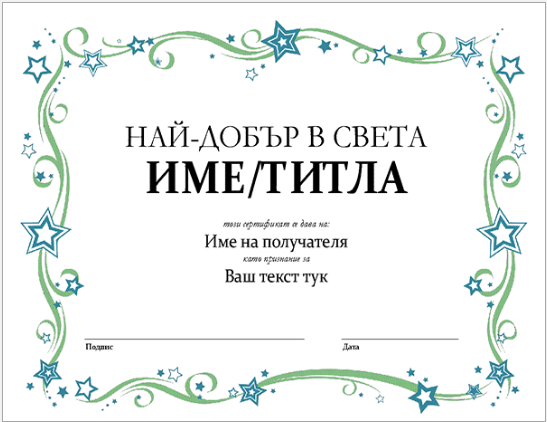 НАЙ-ДОБЪР В СВЕТА
ИМЕ/ТИТЛА
този сертификат се дава на:
Име на получателя
като признание за
Ваш текст тук
Подпис Дата